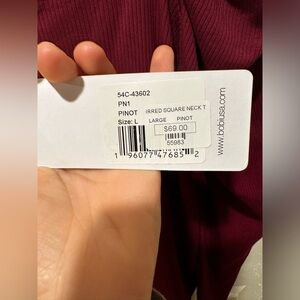 54C-43602
PN1
PINOT IRRED SQUARE NECK T
Size: L LARGE PINOT
$69.00
55983
1 96077 47685 2
www.bobiusa.com